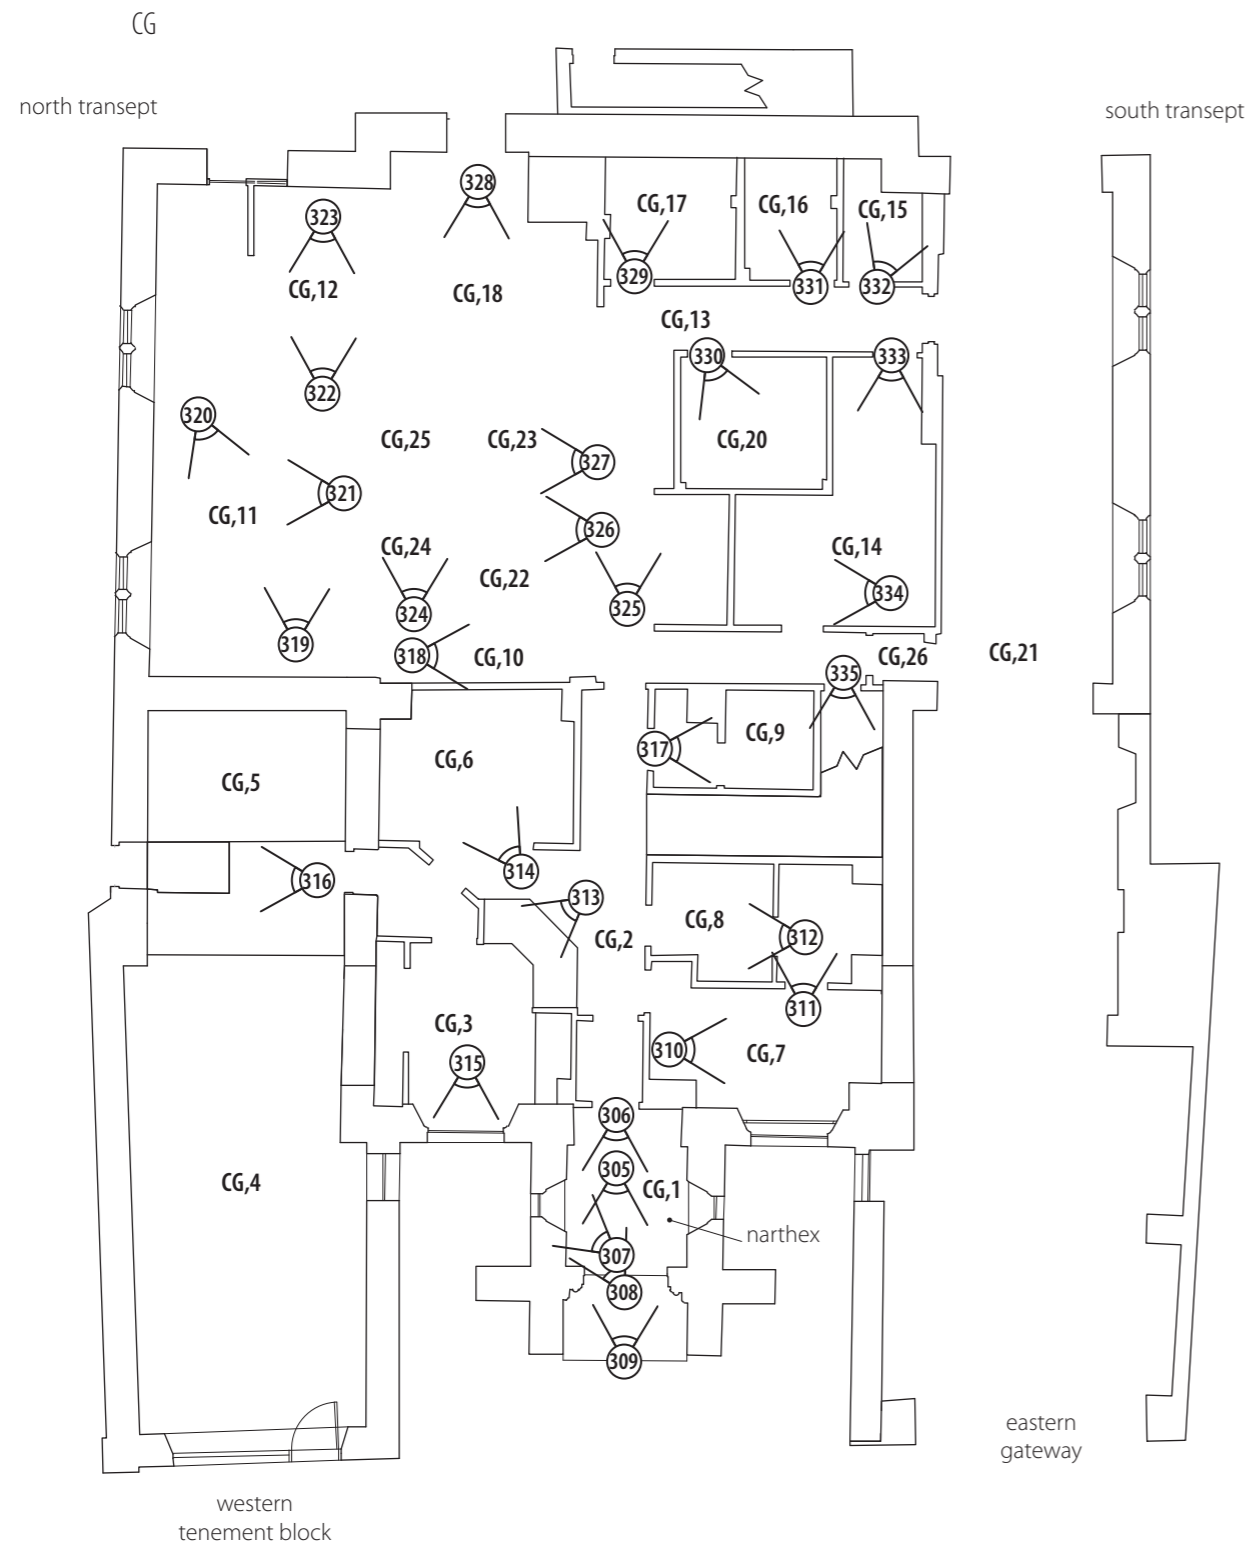 CG
north transept
south transept
328
323
CG,17
CG,16
CG,15
329
331
332
CG,12
CG,18
CG,13
330
333
322
320
CG,25
CG,23
CG,20
327
321
CG,11
326
CG,24
CG,22
CG,14
334
324
325
319
318
CG,10
CG,26
CG,21
335
317
CG,9
CG,6
CG,5
314
316
313
CG,2
CG,8
312
311
CG,3
310
CG,7
315
306
305
CG,4
CG,1
narthex
307
308
309
eastern
gateway
western
tenement block